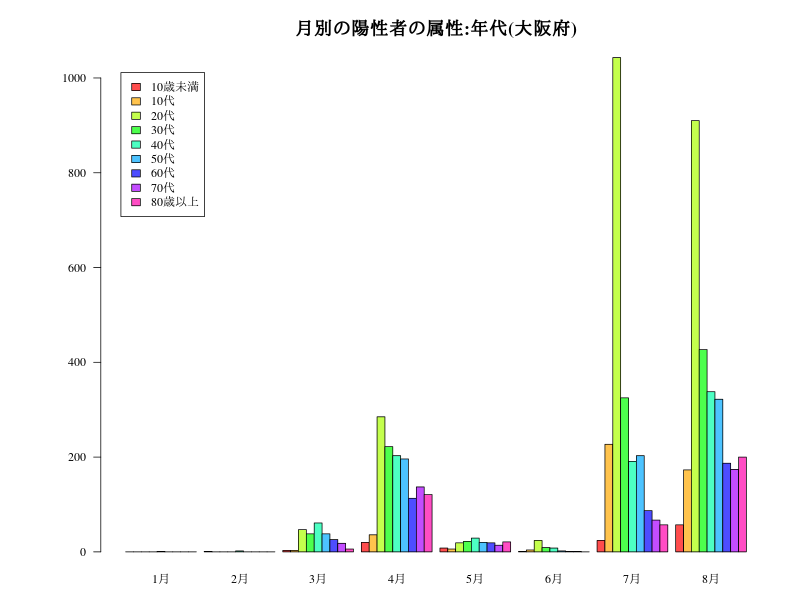 月別の陽性者の属性:年代(大阪府)
1000
800
600
400
200
0
10歳未満
10代
20代
30代
40代
50代
60代
70代
80歳以上
1月 2月 3月 4月 5月 6月 7月 8月